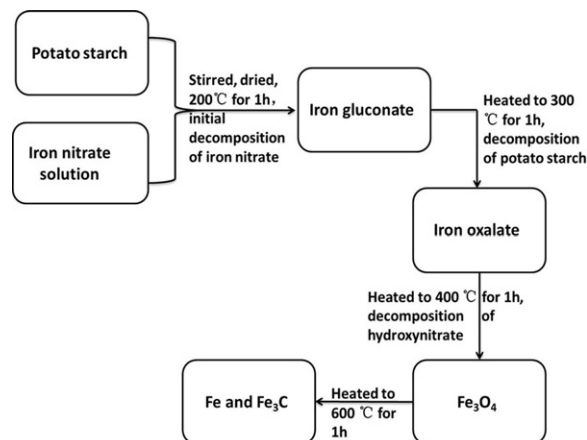 Potato starch
Stirred, dried,
200℃ for 1h,
initial
decomposition
of iron nitrate
Iron nitrate
solution
Iron gluconate
Heated to 300
℃ for 1h,
decomposition
of potato starch
Iron oxalate
Heated to 400 ℃ for 1h,
decomposition of
hydroxynitrate
Fe₃O₄
Heated to
600 ℃ for
1h
Fe and Fe₃C